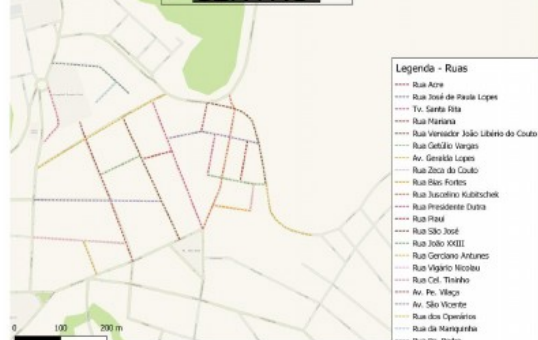 Legenda - Ruas
Rua Acre
Rua José de Paula Lopes
Tv. Santa Rita
Rua Mariana
Rua Vereador João Libério do Couto
Rua Getúlio Vargas
Av. Geralda Lopes
Rua Zeca do Couto
Rua Bias Fortes
Rua Juscelino Kubitschek
Rua Presidente Dutra
Rua Piauí
Rua São José
Rua João XXIII
Rua Gerciano Antunes
Rua Vigário Nicolau
Rua Cel. Tininho
Av. Pe. Vilaça
Av. São Vicente
Rua dos Operários
Rua da Mariquinha
0 100 200 m